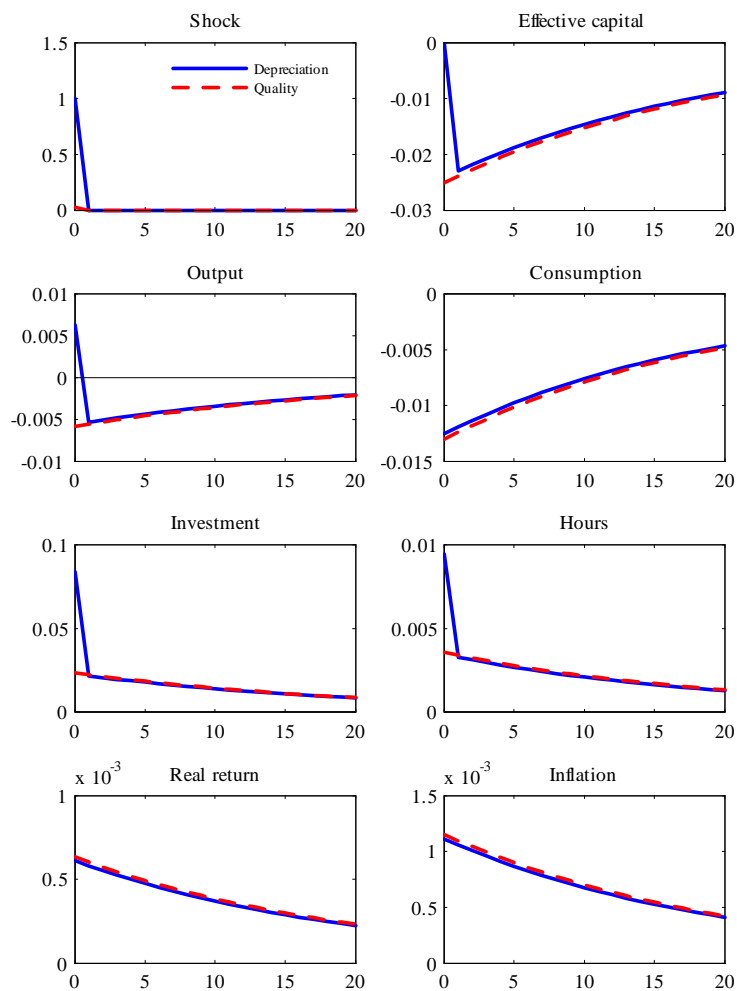 Shock
1.5
1
0.5
0
0 5 10 15 20
Depreciation
Quality
Effective capital
0
-0.01
-0.02
-0.03
0 5 10 15 20
Output
0.01
0.005
0
-0.005
-0.01
0 5 10 15 20
Consumption
0
-0.005
-0.01
-0.015
0 5 10 15 20
Investment
0.1
0.05
0
0 5 10 15 20
Hours
0.01
0.005
0
0 5 10 15 20
x 10^-3
Real return
1
0.5
0
0 5 10 15 20
x 10^-3
Inflation
1.5
1
0.5
0
0 5 10 15 20